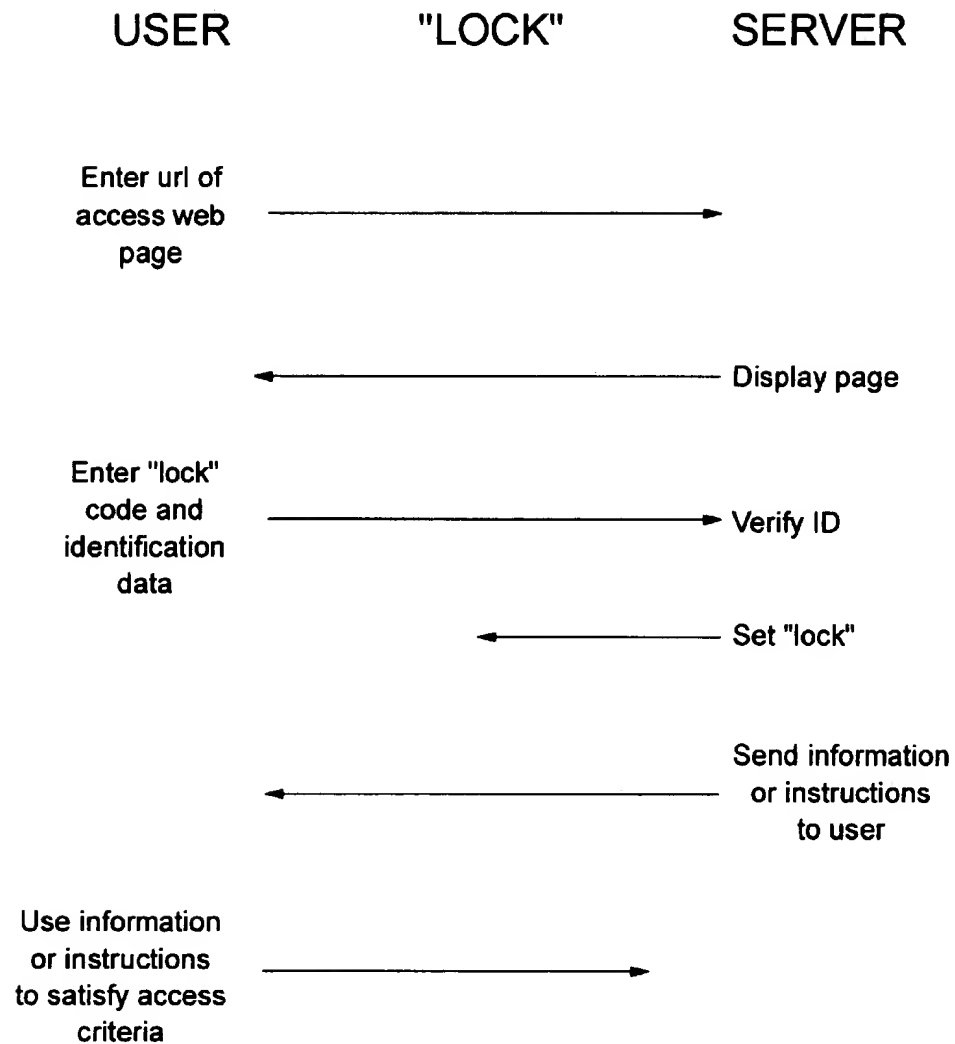 USER "LOCK" SERVER
Enter url of
access web
page
Display page
Enter "lock"
code and
identification
data
Verify ID
Set "lock"
Send information
or instructions
to user
Use information
or instructions
to satisfy access
criteria